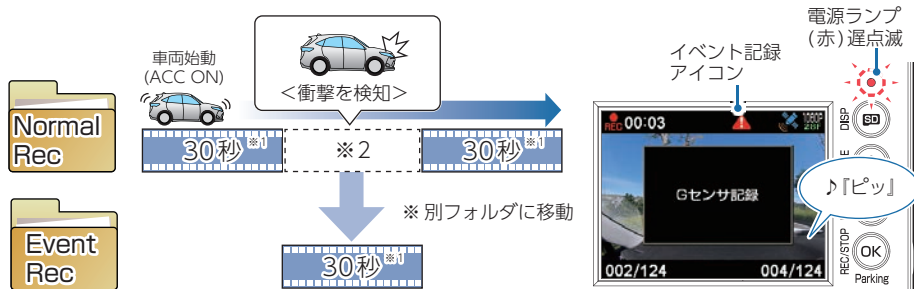 電源ランプ
(赤)遅点滅
イベント記録
アイコン
車両始動
(ACC ON)
<衝撃を検知>
Normal
Rec
30秒※1
※2
30秒※1
※別フォルダに移動
Event
Rec
30秒※1
REC 00:03
1080P
28F
Gセンサ記録
002/124
004/124
DISP
SD
♪『ピッ』
REC/STOP
OK
Parking